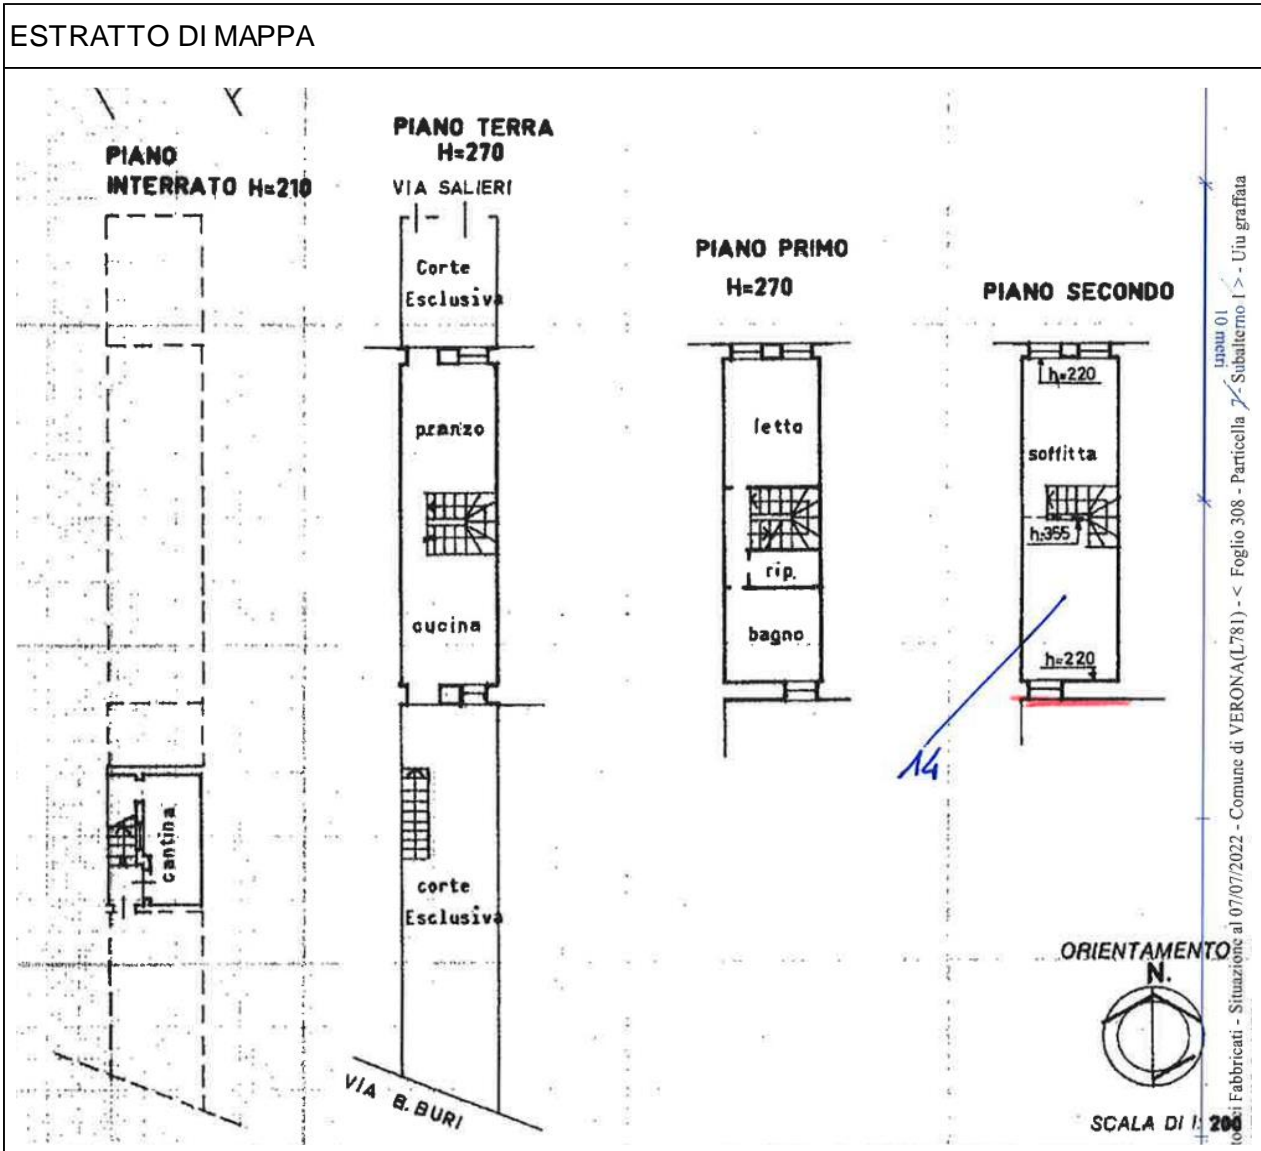 ESTRATTO DI MAPPA
PIANO
INTERRATO H=210
cantina
PIANO TERRA
H=270
VIA SALIERI
Corte
Esclusiva
pranzo
cucina
corte
Esclusiva
VIA B. BURI
PIANO PRIMO
H=270
letto
rip.
bagno
PIANO SECONDO
h=220
soffitta
h=355
h=220
14
ORIENTAMENTO
N.
SCALA DI 1: 200
10 metri
Fabbricati - Situazione al 07/07/2022 - Comune di VERONA(L781) - < Foglio 308 - Particella - Subalterno 1 > - Uiu graffata